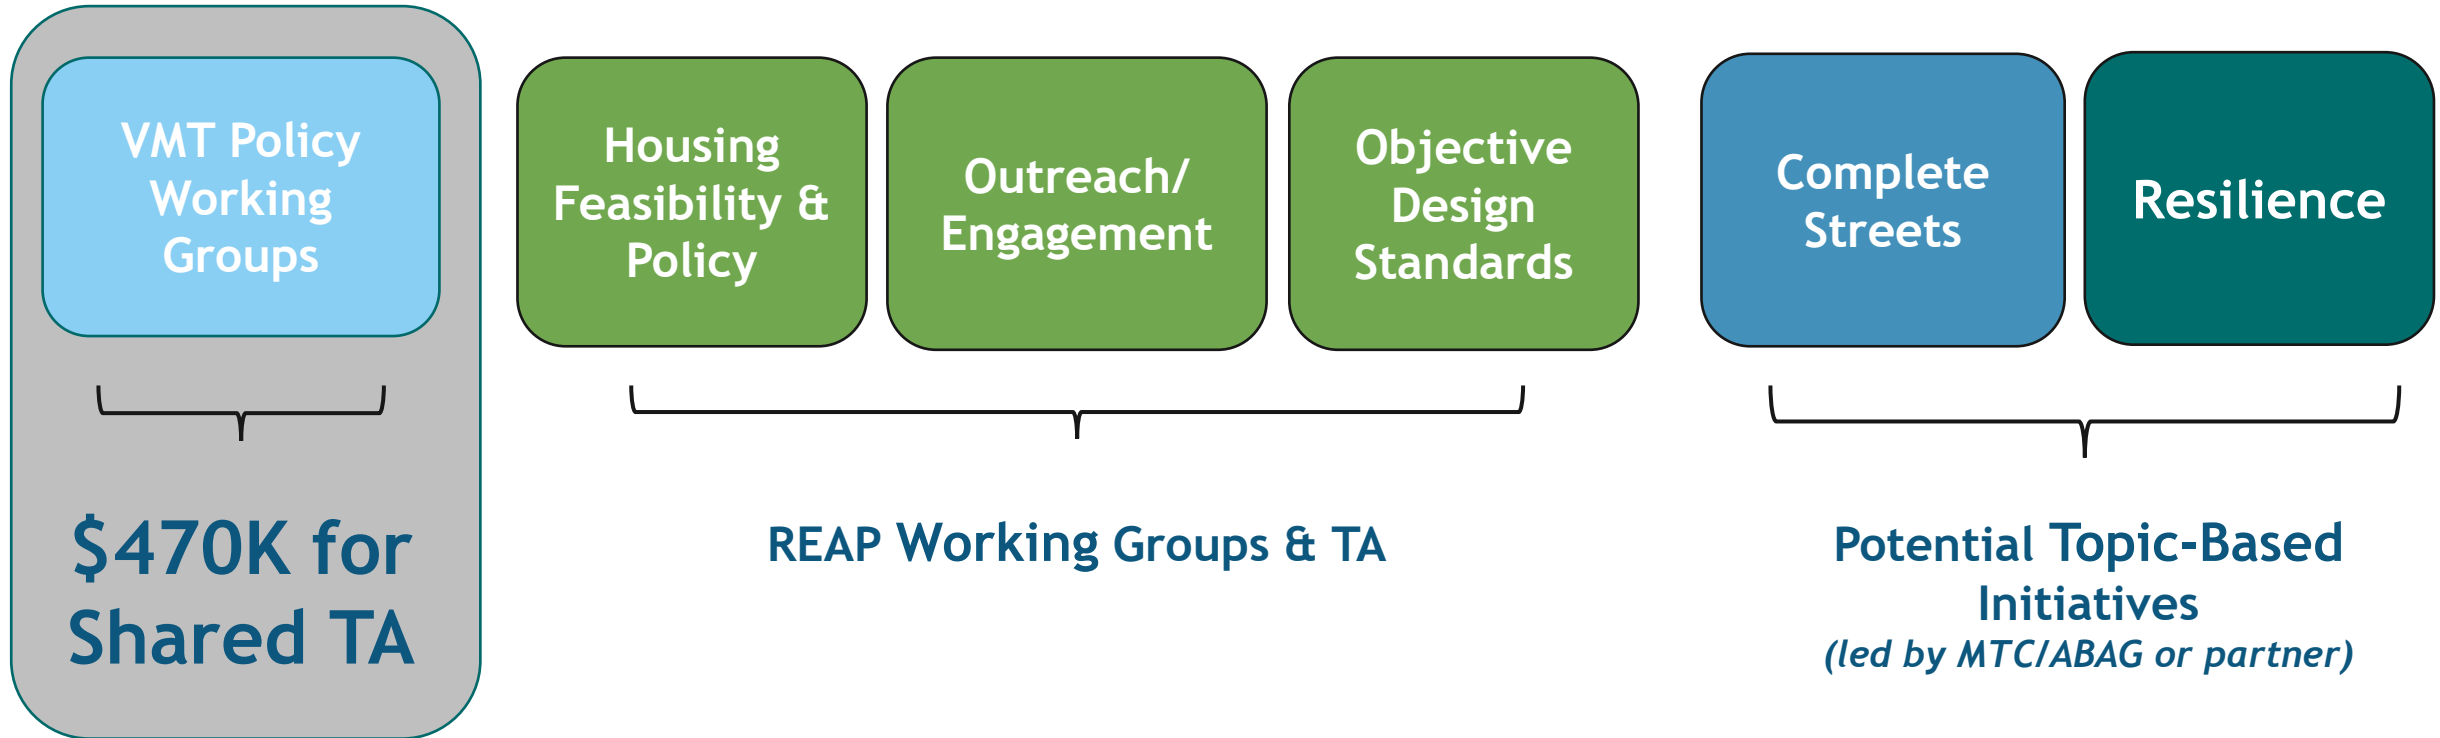 VMT Policy
Working
Groups
Housing
Feasibility &
Policy
Outreach/
Engagement
Objective
Design
Standards
Complete
Streets
Resilience
$470K for
Shared TA
REAP Working Groups & TA
Potential Topic-Based
Initiatives
(led by MTC/ABAG or partner)